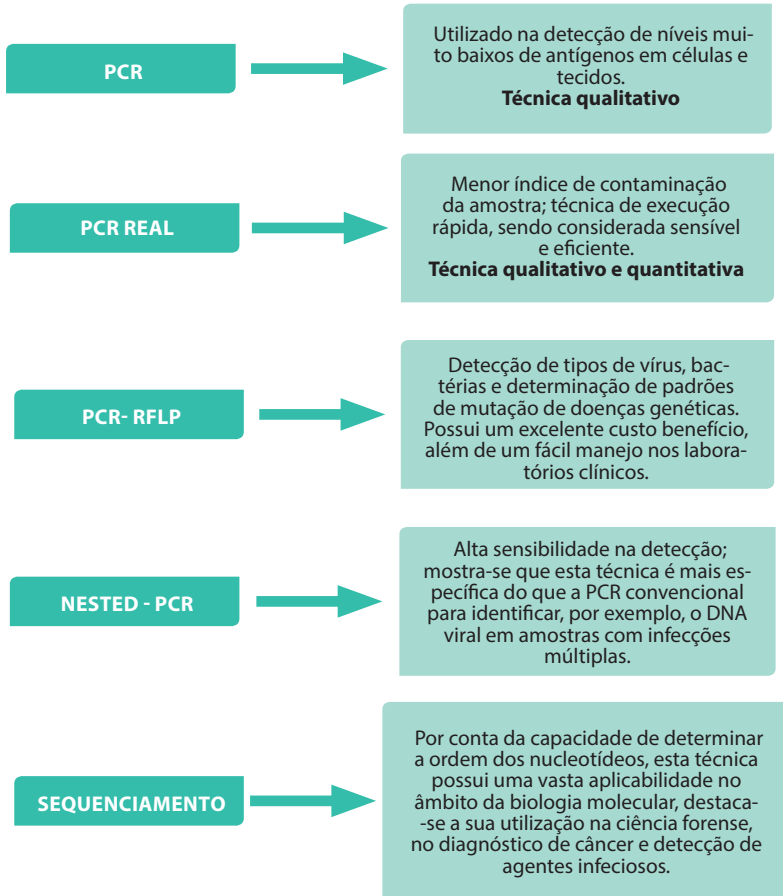 PCR
Utilizado na detecção de níveis mui-
to baixos de antígenos em células e
tecidos.
Técnica qualitativo
PCR REAL
Menor índice de contaminação
da amostra; técnica de execução
rápida, sendo considerada sensível
e eficiente.
Técnica qualitativo e quantitativa
PCR- RFLP
Detecção de tipos de vírus, bac-
térias e determinação de padrões
de mutação de doenças genéticas.
Possui um excelente custo benefício,
além de um fácil manejo nos labora-
tórios clínicos.
NESTED - PCR
Alta sensibilidade na detecção;
mostra-se que esta técnica é mais es-
pecífica do que a PCR convencional
para identificar, por exemplo, o DNA
viral em amostras com infecções
múltiplas.
SEQUENCIAMENTO
Por conta da capacidade de determinar
a ordem dos nucleotídeos, esta técnica
possui uma vasta aplicabilidade no
âmbito da biologia molecular, destaca-
-se a sua utilização na ciência forense,
no diagnóstico de câncer e detecção de
agentes infeciosos.